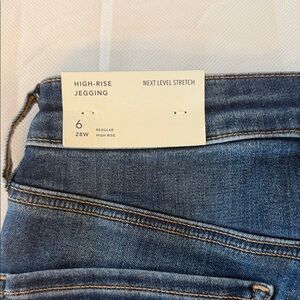 HIGH-RISE
JEGGING
NEXT LEVEL STRETCH
6
28W
REGULAR
HIGH RISE